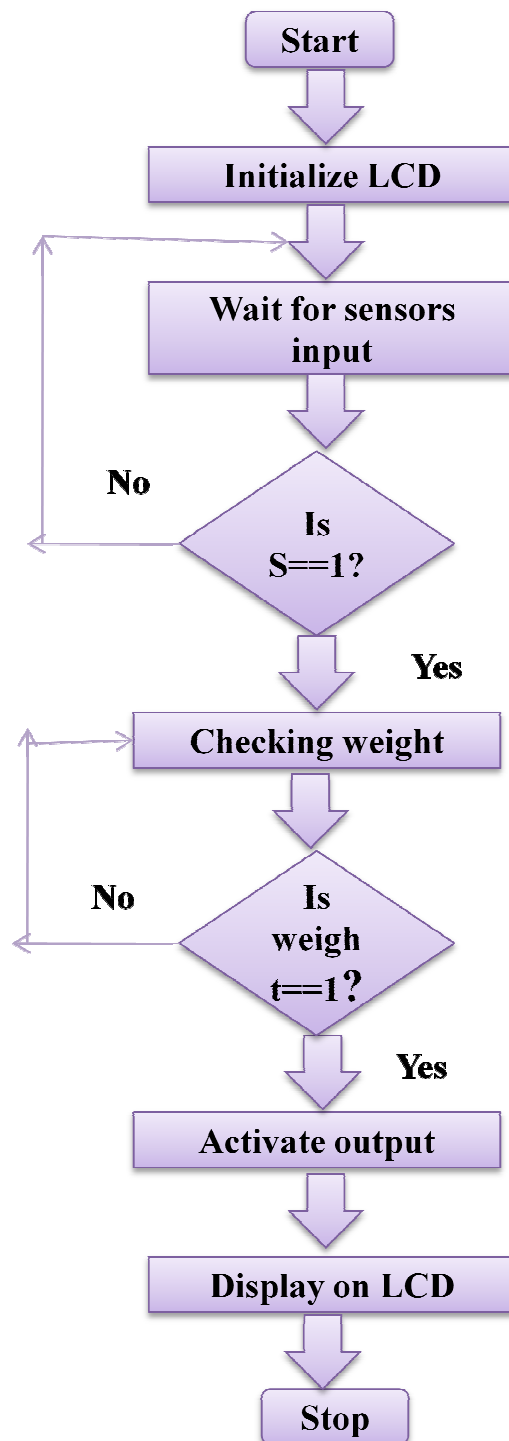 Start
Initialize LCD
Wait for sensors
input
No
Is
S==1?
Yes
Checking weight
No
Is
weigh
t==1?
Yes
Activate output
Display on LCD
Stop